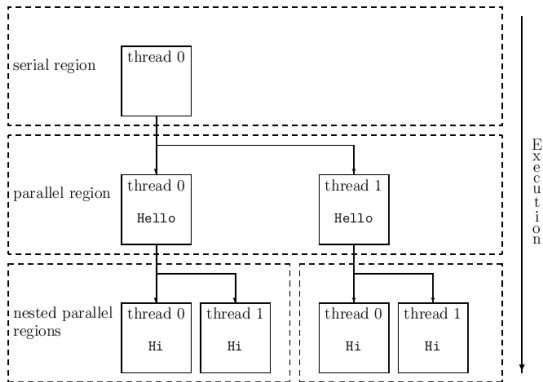 thread 0
serial region
Execution
thread 0
thread 1
parallel region
Hello
Hello
thread 0
thread 1
thread 0
thread 1
nested parallel
regions
Hi
Hi
Hi
Hi